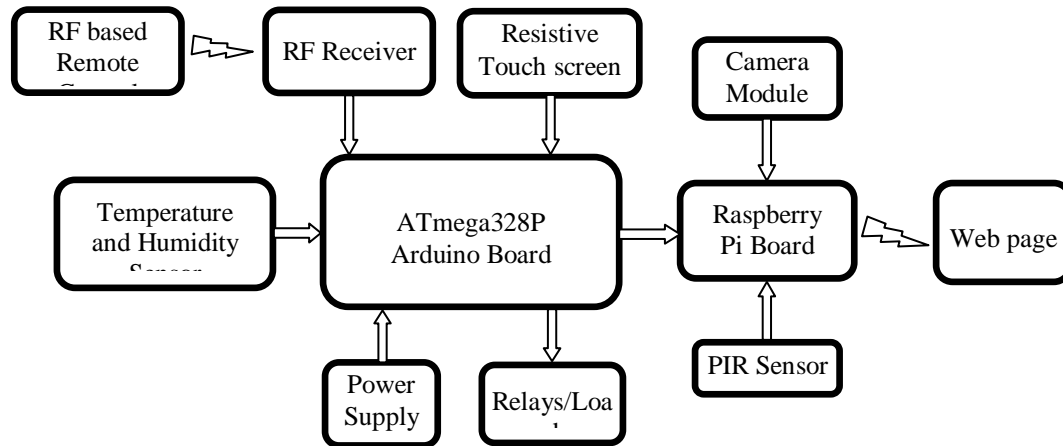 RF based
Remote
RF Receiver
Resistive
Touch screen
Camera
Module
Temperature
and Humidity
Sensor
ATmega328P
Arduino Board
Raspberry
Pi Board
Web page
Power
Supply
Relays/Loa
PIR Sensor